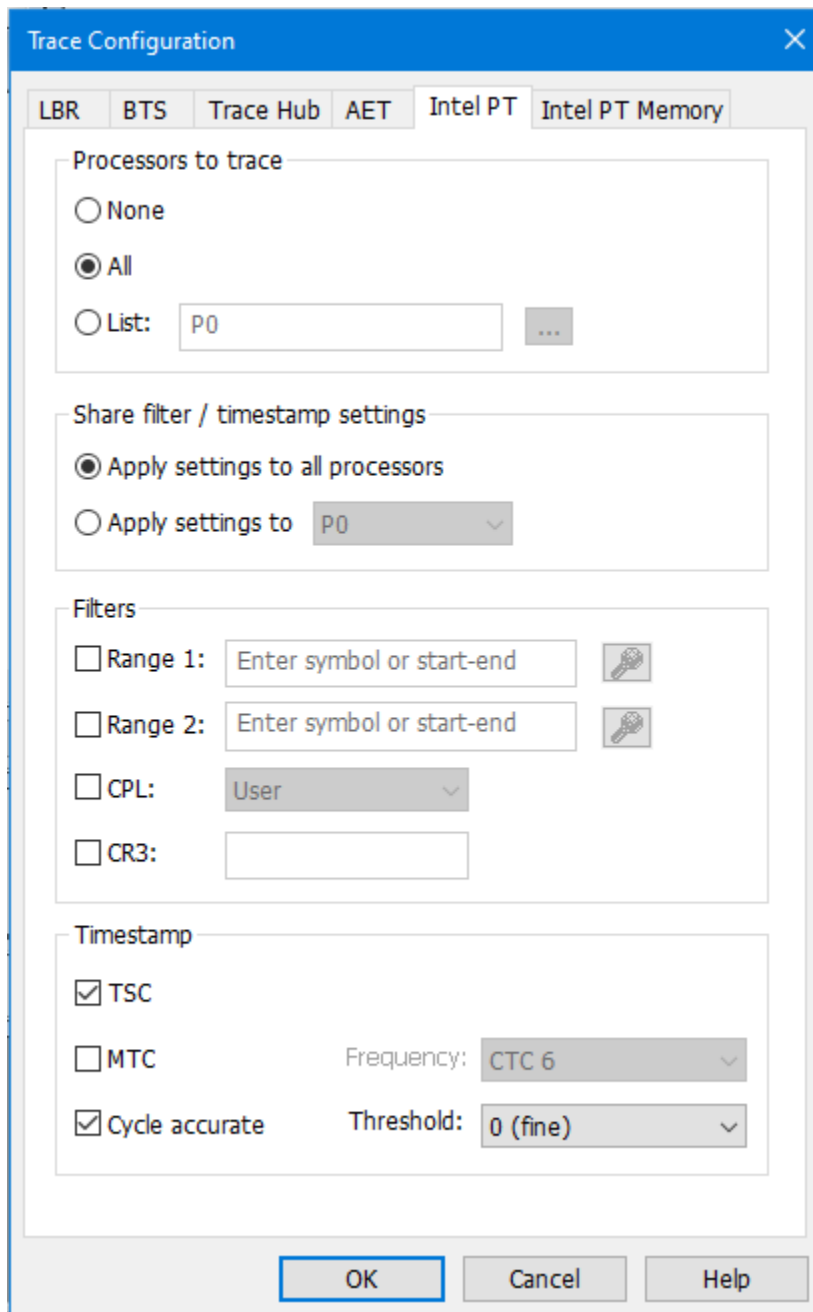 Trace Configuration
LBR BTS Trace Hub AET Intel PT Intel PT Memory
Processors to trace
None
All
List: P0 ...
Share filter / timestamp settings
Apply settings to all processors
Apply settings to P0
Filters
Range 1: Enter symbol or start-end
Range 2: Enter symbol or start-end
CPL: User
CR3:
Timestamp
TSC
MTC Frequency: CTC 6
Cycle accurate Threshold: 0 (fine)
OK Cancel Help